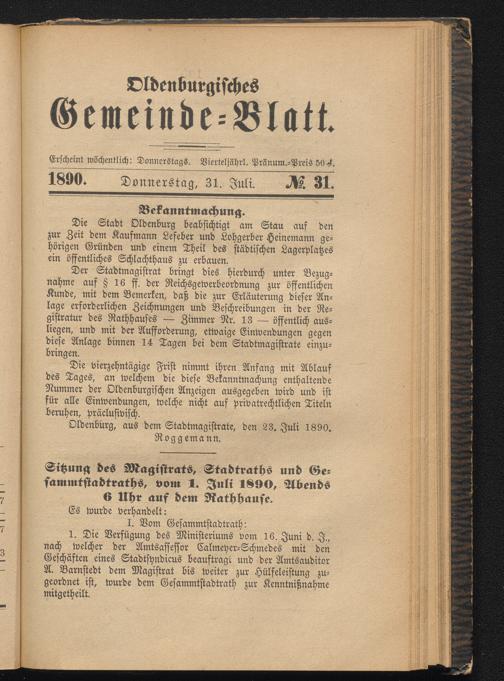 Oldenburgisches
Gemeinde-Blatt.
Erscheint wöchentlich: Donnerstags. Vierteljährl. Pränum.-Preis 50 ₰.
1890. Donnerstag, 31. Juli. № 31.
Bekanntmachung.
Die Stadt Oldenburg beabsichtigt am Stau auf den
zur Zeit dem Kaufmann Lefeber und Lohgerber Heinemann ge-
hörigen Gründen und einem Theil des städtischen Lagerplatzes
ein öffentliches Schlachthaus zu erbauen.
Der Stadtmagistrat bringt dies hierdurch unter Bezug-
nahme auf § 16 ff. der Reichsgewerbeordnung zur öffentlichen
Kunde, mit dem Bemerken, daß die zur Erläuterung dieser An-
lage erforderlichen Zeichnungen und Beschreibungen in der Re-
gistratur des Rathhauses — Zimmer Nr. 13 — öffentlich aus-
liegen, und mit der Aufforderung, etwaige Einwendungen gegen
diese Anlage binnen 14 Tagen bei dem Stadtmagistrate einzu-
bringen.
Die vierzehntägige Frist nimmt ihren Anfang mit Ablauf
des Tages, an welchem die diese Bekanntmachung enthaltende
Nummer der Oldenburgischen Anzeigen ausgegeben wird und ist
für alle Einwendungen, welche nicht auf privatrechtlichen Titeln
beruhen, präclusivisch.
Oldenburg, aus dem Stadtmagistrate, den 23. Juli 1890.
Roggemann.
Sitzung des Magistrats, Stadtraths und Ge-
sammtstadtraths, vom 1. Juli 1890, Abends
6 Uhr auf dem Rathhause.
Es wurde verhandelt:
I. Vom Gesammtstadtrath:
1. Die Verfügung des Ministeriums vom 16. Juni d. J.,
nach welcher der Amtsassessor Calmeyer-Schmedes mit den
Geschäften eines Stadtsyndicus beauftragt und der Amtsauditor
A. Barnstedt dem Magistrat bis weiter zur Hülfeleistung zu-
geordnet ist, wurde dem Gesammtstadtrath zur Kenntnißnahme
mitgetheilt.
7
7
3